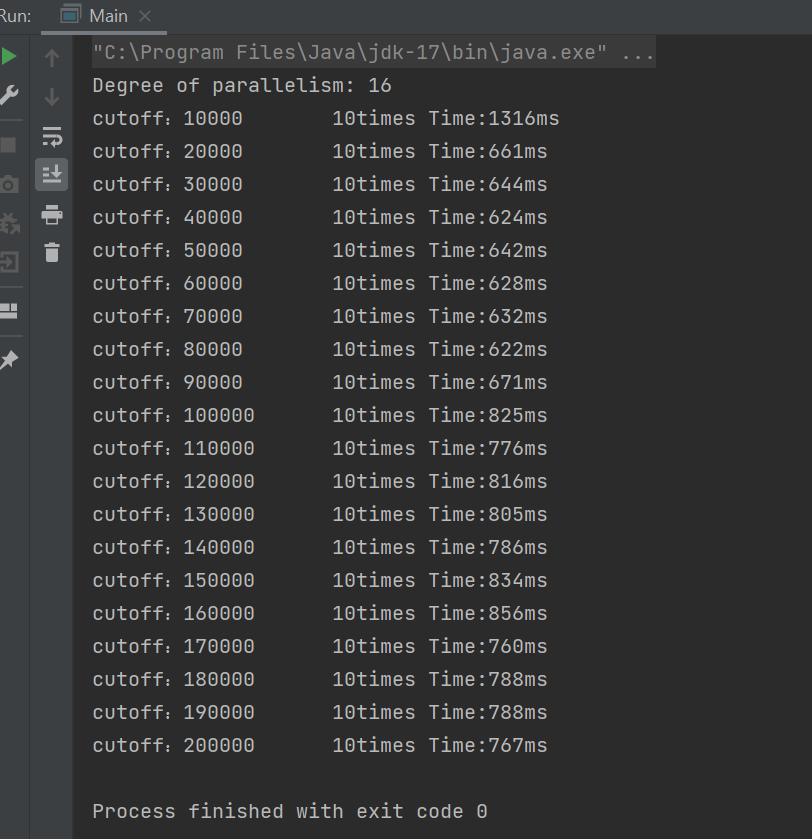 Run: Main
"C:\Program Files\Java\jdk-17\bin\java.exe" ...
Degree of parallelism: 16
cutoff：10000 10times Time:1316ms
cutoff：20000 10times Time:661ms
cutoff：30000 10times Time:644ms
cutoff：40000 10times Time:624ms
cutoff：50000 10times Time:642ms
cutoff：60000 10times Time:628ms
cutoff：70000 10times Time:632ms
cutoff：80000 10times Time:622ms
cutoff：90000 10times Time:671ms
cutoff：100000 10times Time:825ms
cutoff：110000 10times Time:776ms
cutoff：120000 10times Time:816ms
cutoff：130000 10times Time:805ms
cutoff：140000 10times Time:786ms
cutoff：150000 10times Time:834ms
cutoff：160000 10times Time:856ms
cutoff：170000 10times Time:760ms
cutoff：180000 10times Time:788ms
cutoff：190000 10times Time:788ms
cutoff：200000 10times Time:767ms
Process finished with exit code 0